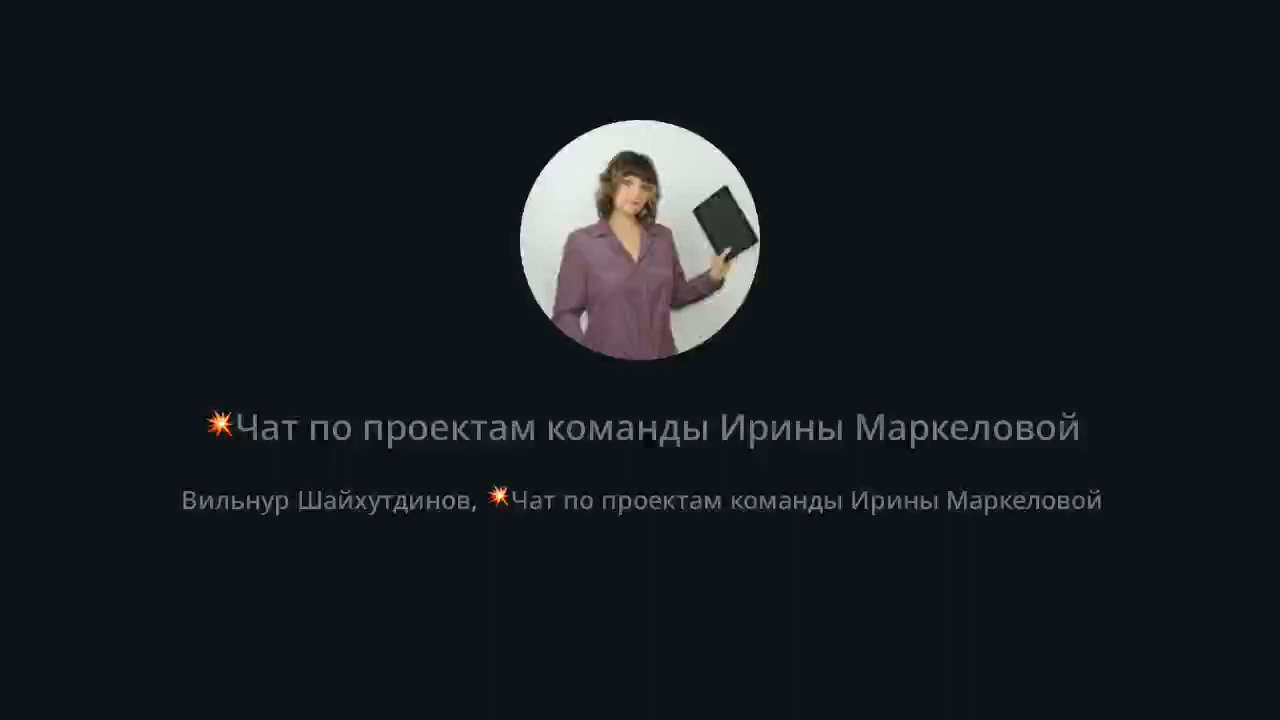 💥Чат по проектам команды Ирины Маркеловой
Вильнур Шайхутдинов, 💥Чат по проектам команды Ирины Маркеловой